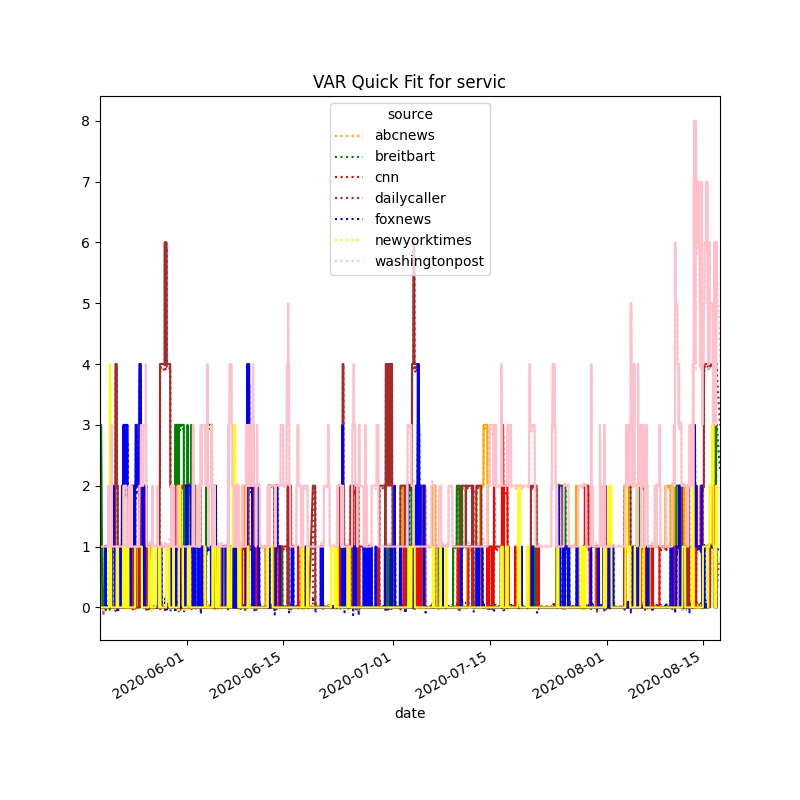 VAR Quick Fit for servic
source
abcnews
breitbart
cnn
dailycaller
foxnews
newyorktimes
washingtonpost
8
7
6
5
4
3
2
1
0
2020-06-01
2020-06-15
2020-07-01
2020-07-15
2020-08-01
2020-08-15
date